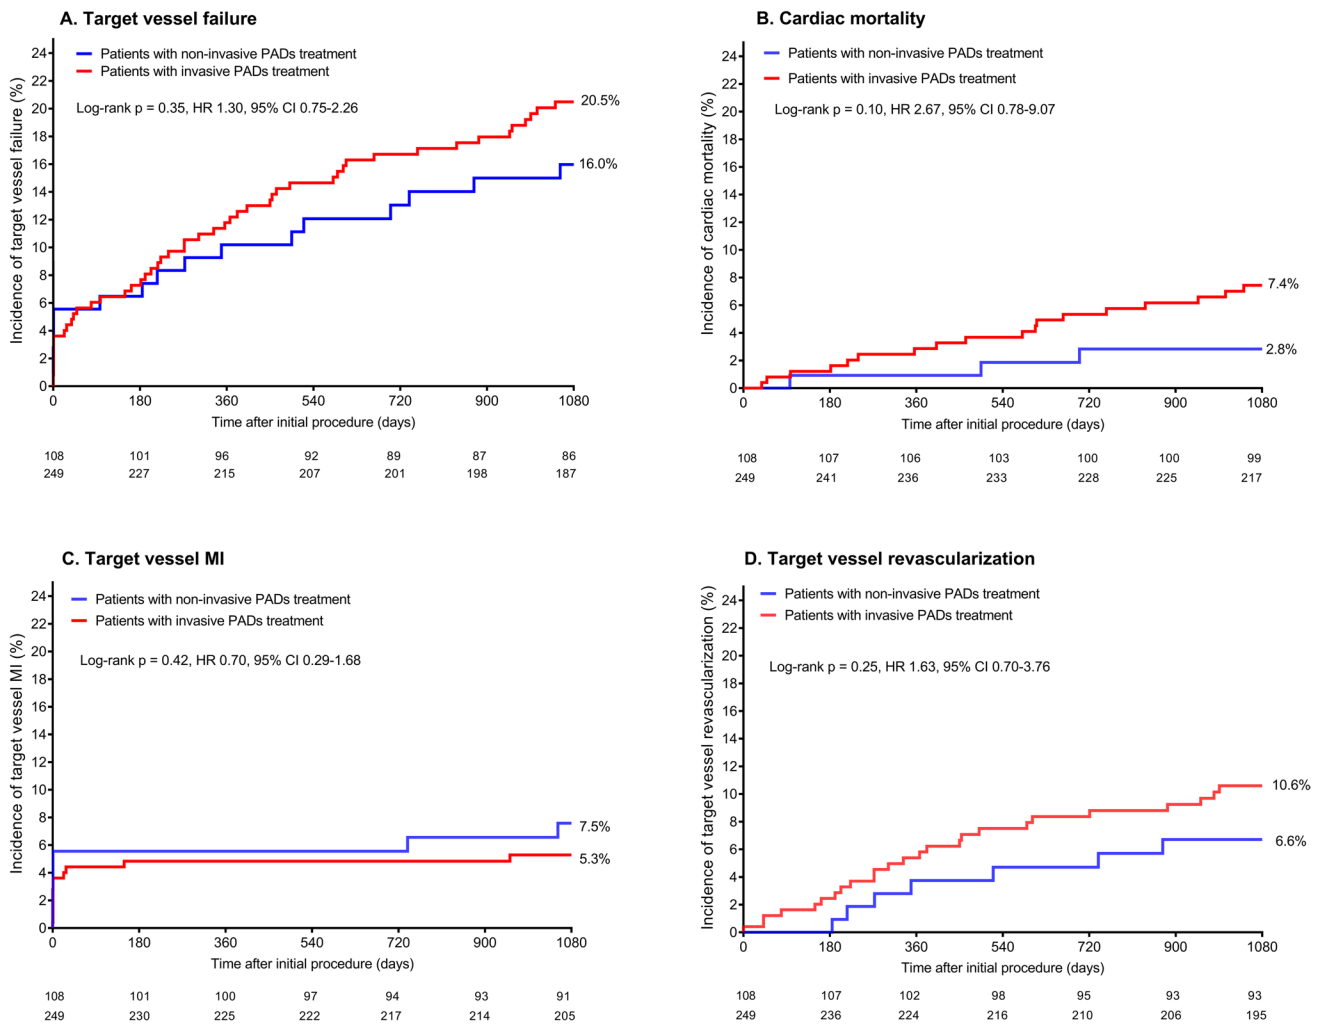 A. Target vessel failure
Incidence of target vessel failure (%)
Patients with non-invasive PADs treatment
Patients with invasive PADs treatment
Log-rank p = 0.35, HR 1.30, 95% CI 0.75-2.26
24
22
20
18
16
14
12
10
8
6
4
2
0
20.5%
16.0%
0 180 360 540 720 900 1080
Time after initial procedure (days)
108 101 96 92 89 87 86
249 227 215 207 201 198 187
B. Cardiac mortality
Incidence of cardiac mortality (%)
Patients with non-invasive PADs treatment
Patients with invasive PADs treatment
Log-rank p = 0.10, HR 2.67, 95% CI 0.78-9.07
24
22
20
18
16
14
12
10
8
6
4
2
0
7.4%
2.8%
0 180 360 540 720 900 1080
Time after initial procedure (days)
108 107 106 103 100 100 99
249 241 236 233 228 225 217
C. Target vessel MI
Incidence of target vessel MI (%)
Patients with non-invasive PADs treatment
Patients with invasive PADs treatment
Log-rank p = 0.42, HR 0.70, 95% CI 0.29-1.68
24
22
20
18
16
14
12
10
8
6
4
2
0
7.5%
5.3%
0 180 360 540 720 900 1080
Time after initial procedure (days)
108 101 100 97 94 93 91
249 230 225 222 217 214 205
D. Target vessel revascularization
Incidence of target vessel revascularization (%)
Patients with non-invasive PADs treatment
Patients with invasive PADs treatment
Log-rank p = 0.25, HR 1.63, 95% CI 0.70-3.76
24
22
20
18
16
14
12
10
8
6
4
2
0
10.6%
6.6%
0 180 360 540 720 900 1080
Time after initial procedure (days)
108 107 102 98 95 93 93
249 236 224 216 210 206 195